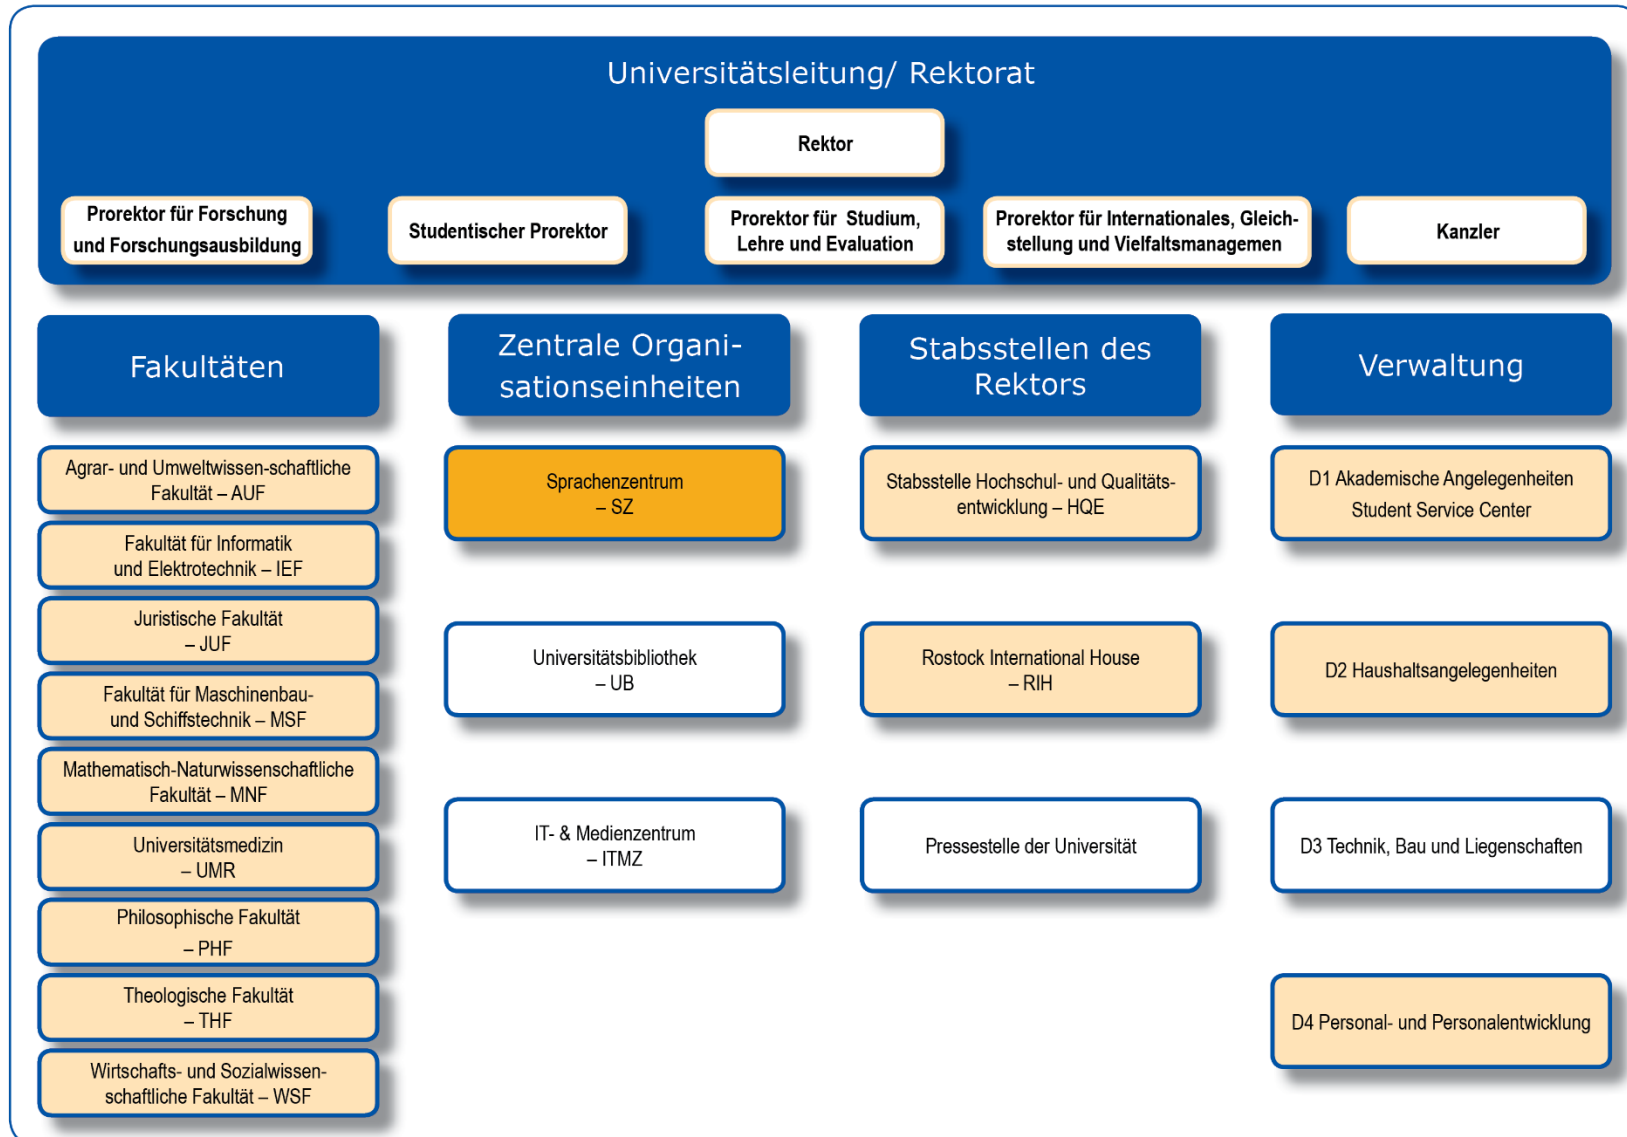 Universitätsleitung/ Rektorat
Rektor
Prorektor für Forschung
und Forschungsausbildung
Studentischer Prorektor
Prorektor für Studium,
Lehre und Evaluation
Prorektor für Internationales, Gleich-
stellung und Vielfaltsmanagemen
Kanzler
Fakultäten
Agrar- und Umweltwissen-schaftliche
Fakultät – AUF
Fakultät für Informatik
und Elektrotechnik – IEF
Juristische Fakultät
– JUF
Fakultät für Maschinenbau-
und Schiffstechnik – MSF
Mathematisch-Naturwissenschaftliche
Fakultät – MNF
Universitätsmedizin
– UMR
Philosophische Fakultät
– PHF
Theologische Fakultät
– THF
Wirtschafts- und Sozialwissen-
schaftliche Fakultät – WSF
Zentrale Organi-
sationseinheiten
Sprachenzentrum
– SZ
Universitätsbibliothek
– UB
IT- & Medienzentrum
– ITMZ
Stabsstellen des
Rektors
Stabsstelle Hochschul- und Qualitäts-
entwicklung – HQE
Rostock International House
– RIH
Pressestelle der Universität
Verwaltung
D1 Akademische Angelegenheiten
Student Service Center
D2 Haushaltsangelegenheiten
D3 Technik, Bau und Liegenschaften
D4 Personal- und Personalentwicklung